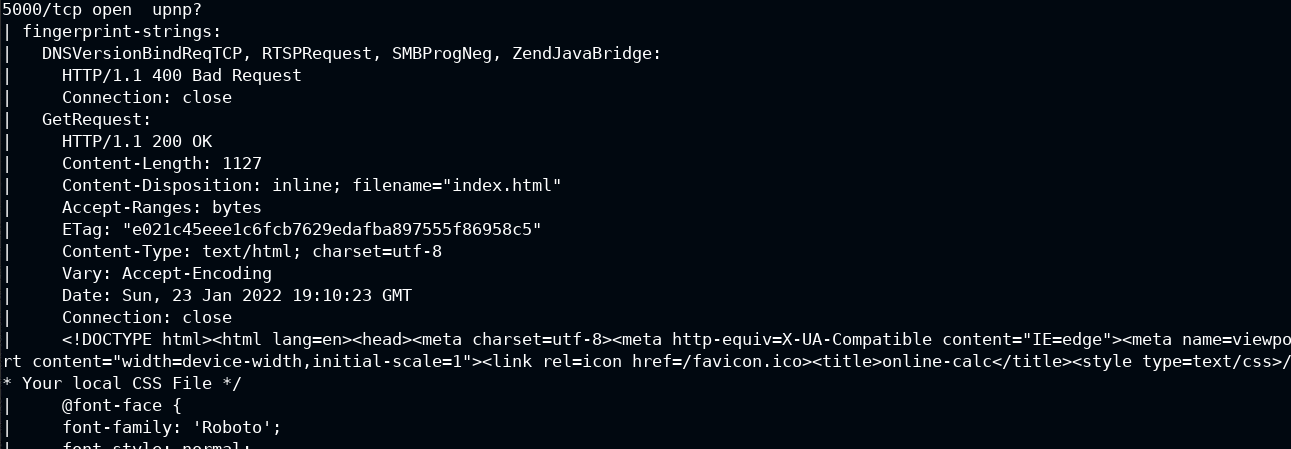 5000/tcp open  upnp?
| fingerprint-strings:
|   DNSVersionBindReqTCP, RTSPRequest, SMBProgNeg, ZendJavaBridge:
|     HTTP/1.1 400 Bad Request
|     Connection: close
|   GetRequest:
|     HTTP/1.1 200 OK
|     Content-Length: 1127
|     Content-Disposition: inline; filename="index.html"
|     Accept-Ranges: bytes
|     ETag: "e021c45eee1c6fcb7629edafba897555f86958c5"
|     Content-Type: text/html; charset=utf-8
|     Vary: Accept-Encoding
|     Date: Sun, 23 Jan 2022 19:10:23 GMT
|     Connection: close
|     <!DOCTYPE html><html lang=en><head><meta charset=utf-8><meta http-equiv=X-UA-Compatible content="IE=edge"><meta name=viewpo
rt content="width=device-width,initial-scale=1"><link rel=icon href=/favicon.ico><title>online-calc</title><style type=text/css>/
* Your local CSS File */
|     @font-face {
|     font-family: 'Roboto';
|     font-style: normal;